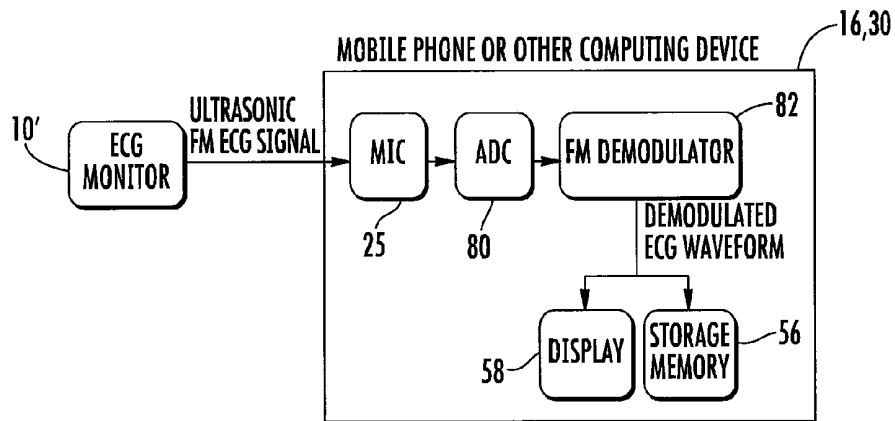 16,30
MOBILE PHONE OR OTHER COMPUTING DEVICE
82
10'
ECG
MONITOR
ULTRASONIC
FM ECG SIGNAL
MIC
ADC
FM DEMODULATOR
25
80
DEMODULATED
ECG WAVEFORM
DISPLAY
58
STORAGE
MEMORY
56